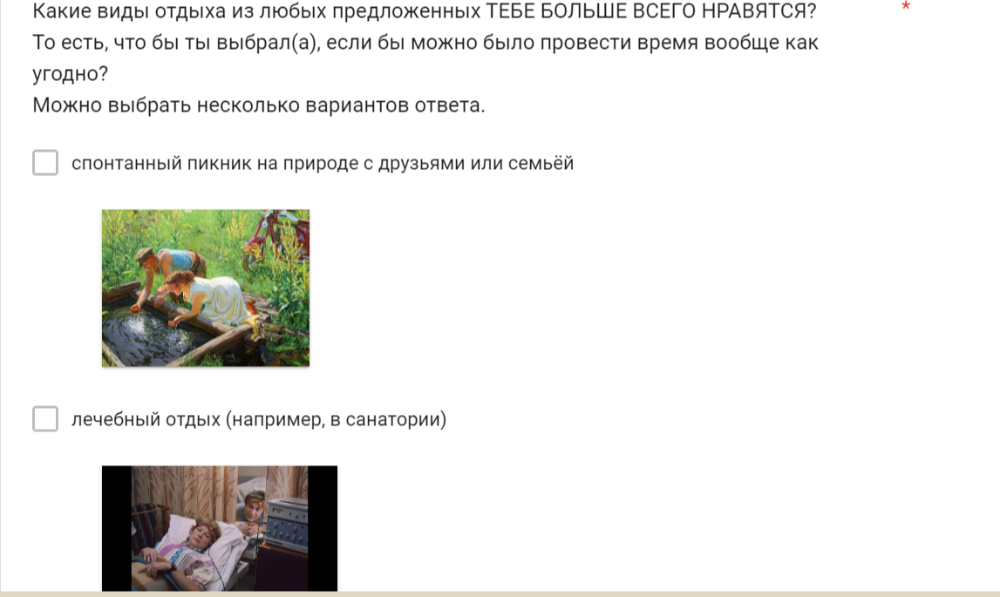 Какие виды отдыха из любых предложенных ТЕБЕ БОЛЬШЕ ВСЕГО НРАВЯТСЯ? *
То есть, что бы ты выбрал(а), если бы можно было провести время вообще как
угодно?
Можно выбрать несколько вариантов ответа.
спонтанный пикник на природе с друзьями или семьёй
лечебный отдых (например, в санатории)